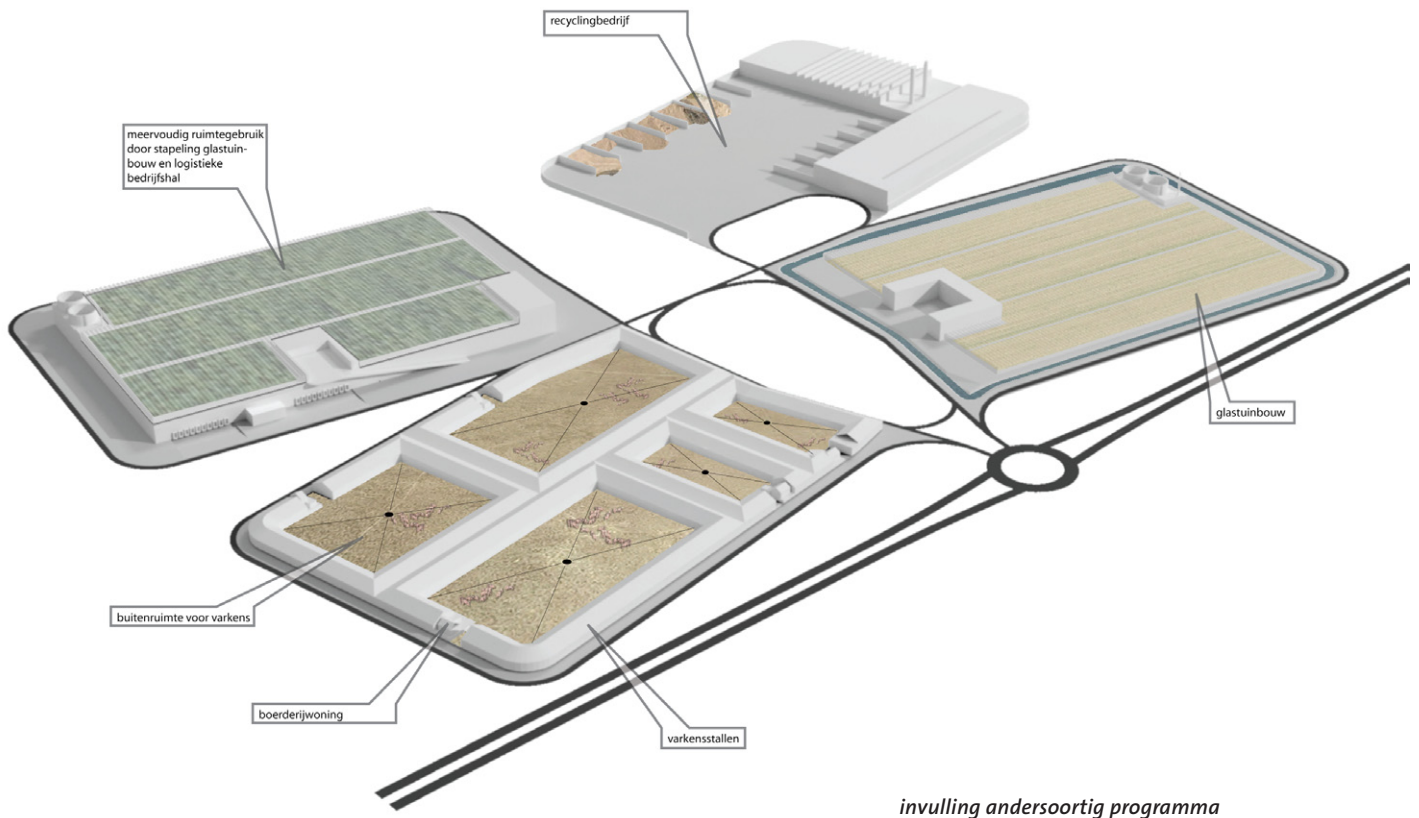 recyclingbedrijf
meervoudig ruimtegebruik
door stapeling glastuin-
bouw en logistieke
bedrijfshal
glastuinbouw
buitenruimte voor varkens
boerderijwoning
varkensstallen
invulling andersoortig programma